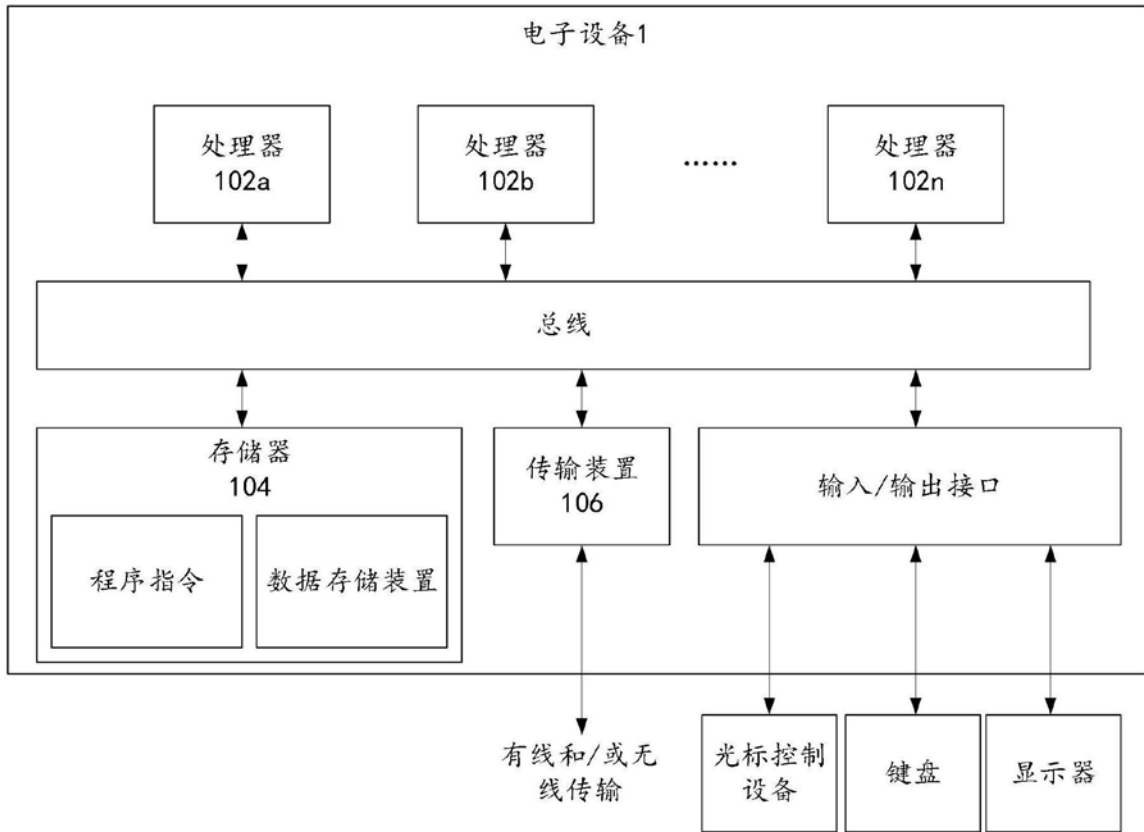 电子设备1
处理器
102a
处理器
102b
……
处理器
102n
总线
存储器
104
程序指令
数据存储装置
传输装置
106
输入/输出接口
有线和/或无
线传输
光标控制
设备
键盘
显示器